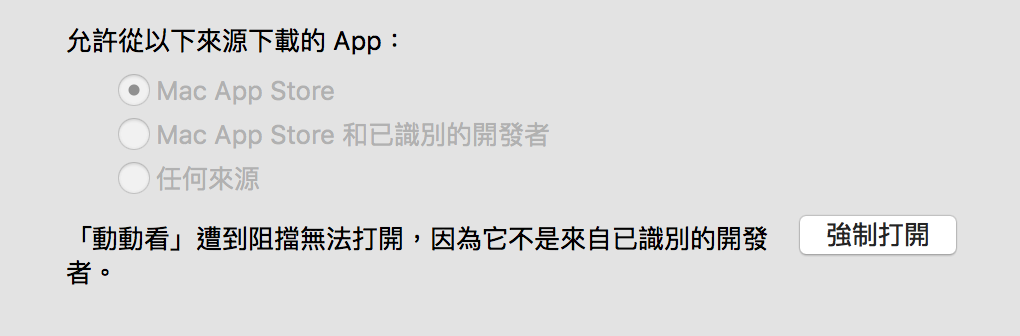 允許從以下來源下載的 App：
Mac App Store
Mac App Store 和已識別的開發者
任何來源
「動動看」遭到阻擋無法打開，因為它不是來自已識別的開發
者。
強制打開